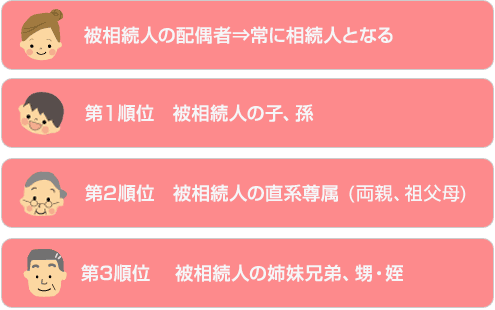 被相続人の配偶者⇒常に相続人となる
第1順位　被相続人の子、孫
第2順位　被相続人の直系尊属（両親、祖父母）
第3順位　被相続人の姉妹兄弟、甥・姪